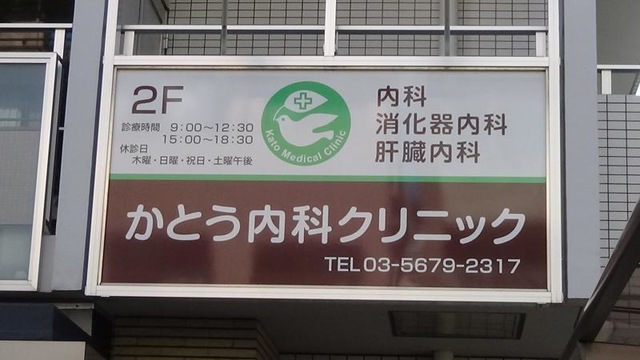 2F
診療時間 9:00～12:30
15:00～18:30
休診日
木曜・日曜・祝日・土曜午後
Kato Medical Clinic
内科
消化器内科
肝臓内科
かとう内科クリニック
TEL 03-5679-2317